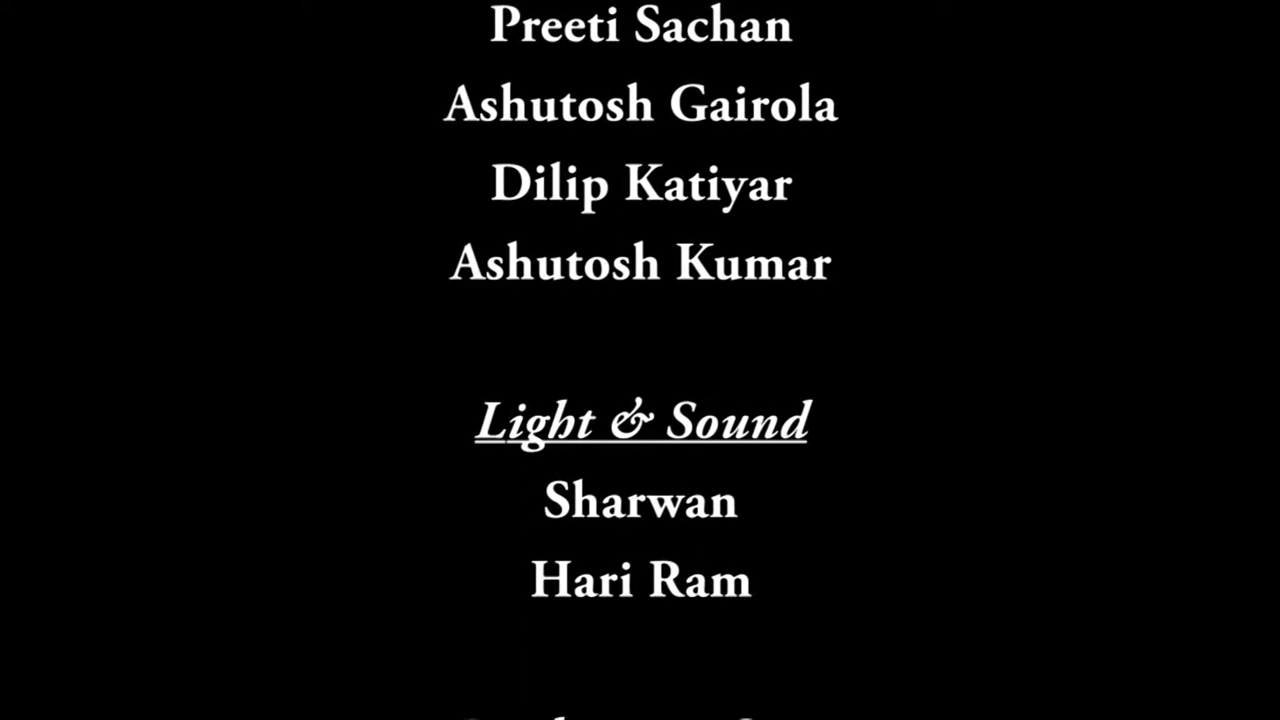 Preeti Sachan
Ashutosh Gairola
Dilip Katiyar
Ashutosh Kumar
Light & Sound
Sharwan
Hari Ram